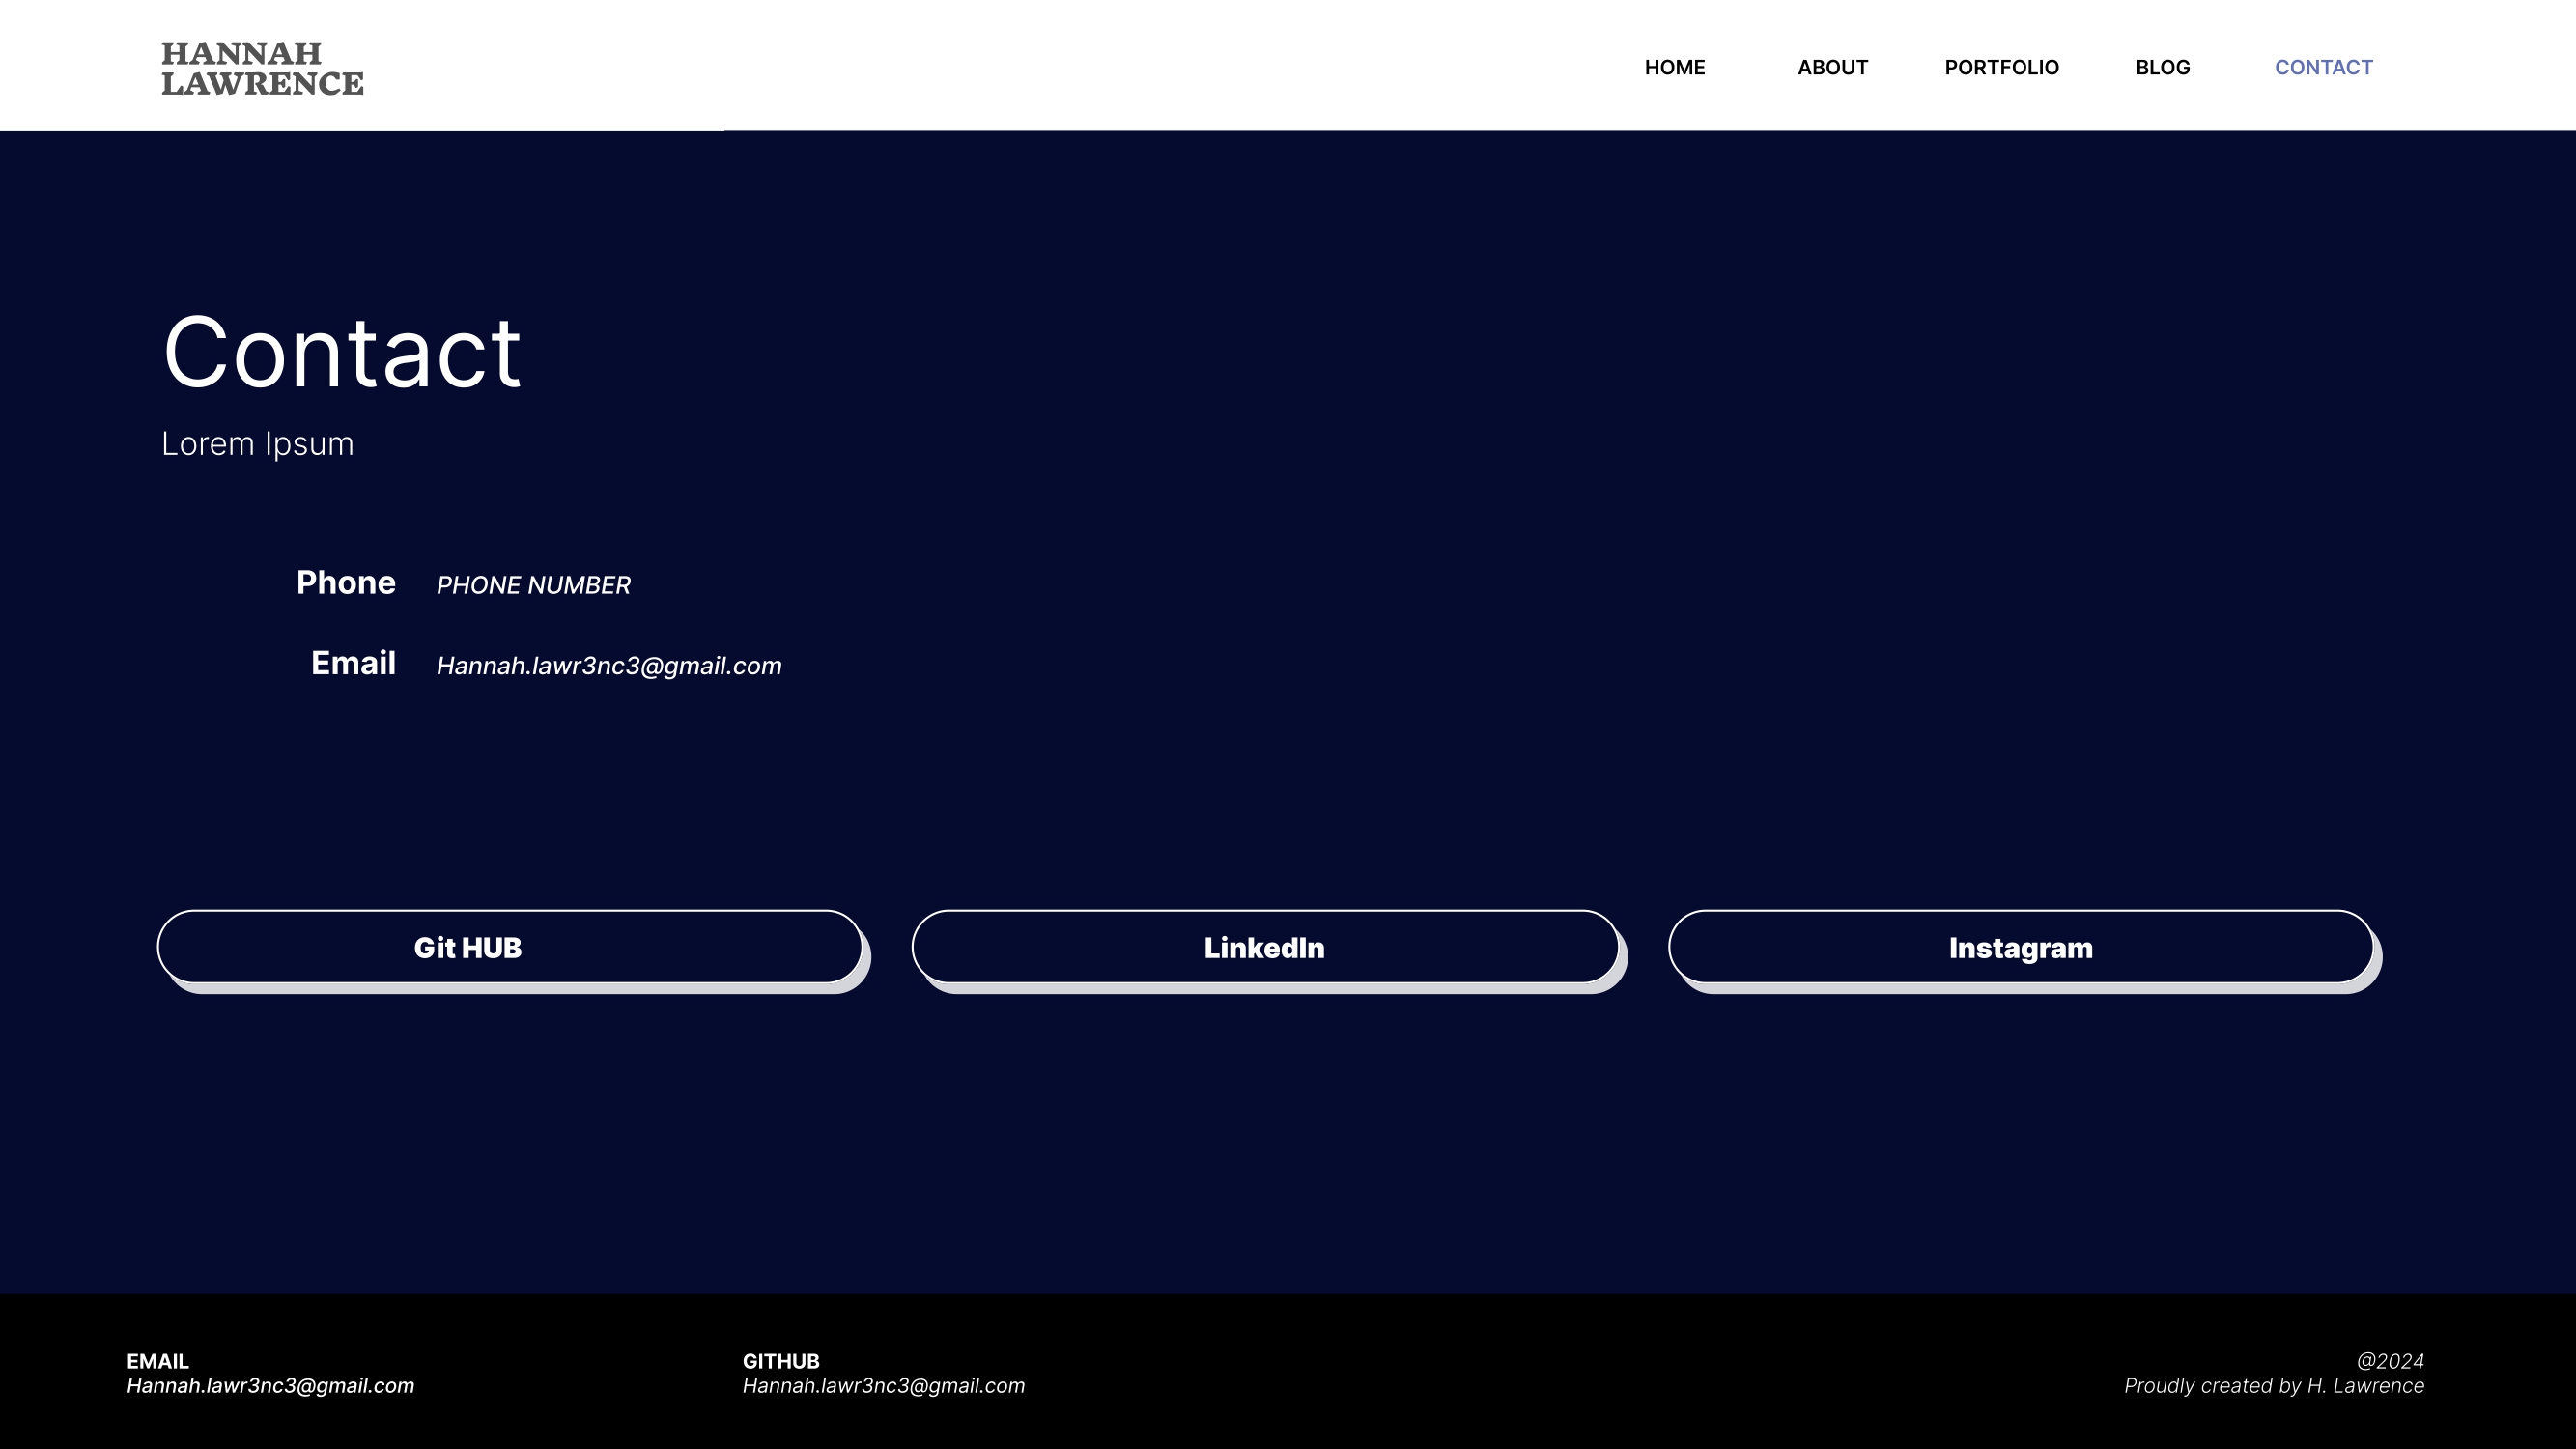 HANNAH
LAWRENCE
HOME ABOUT PORTFOLIO BLOG CONTACT
Contact
Lorem Ipsum
Phone PHONE NUMBER
Email Hannah.lawr3nc3@gmail.com
Git HUB LinkedIn Instagram
EMAIL
Hannah.lawr3nc3@gmail.com
GITHUB
Hannah.lawr3nc3@gmail.com
@2024
Proudly created by H. Lawrence